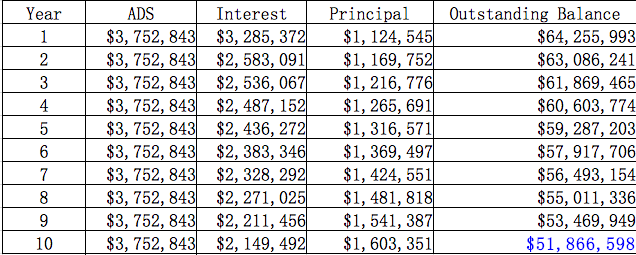 Year ADS Interest Principal Outstanding Balance
1 $3,752,843 $3,285,372 $1,124,545 $64,255,993
2 $3,752,843 $2,583,091 $1,169,752 $63,086,241
3 $3,752,843 $2,536,067 $1,216,776 $61,869,465
4 $3,752,843 $2,487,152 $1,265,691 $60,603,774
5 $3,752,843 $2,436,272 $1,316,571 $59,287,203
6 $3,752,843 $2,383,346 $1,369,497 $57,917,706
7 $3,752,843 $2,328,292 $1,424,551 $56,493,154
8 $3,752,843 $2,271,025 $1,481,818 $55,011,336
9 $3,752,843 $2,211,456 $1,541,387 $53,469,949
10 $3,752,843 $2,149,492 $1,603,351 $51,866,598